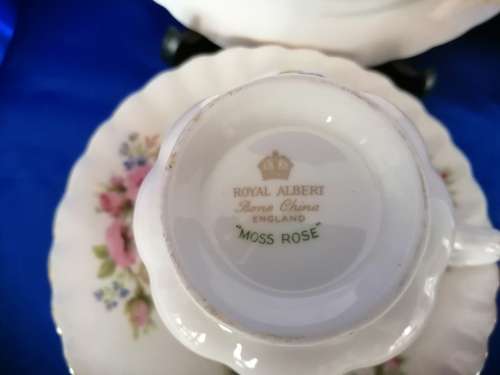 ROYAL ALBERT
Bone China
ENGLAND
"MOSS ROSE"